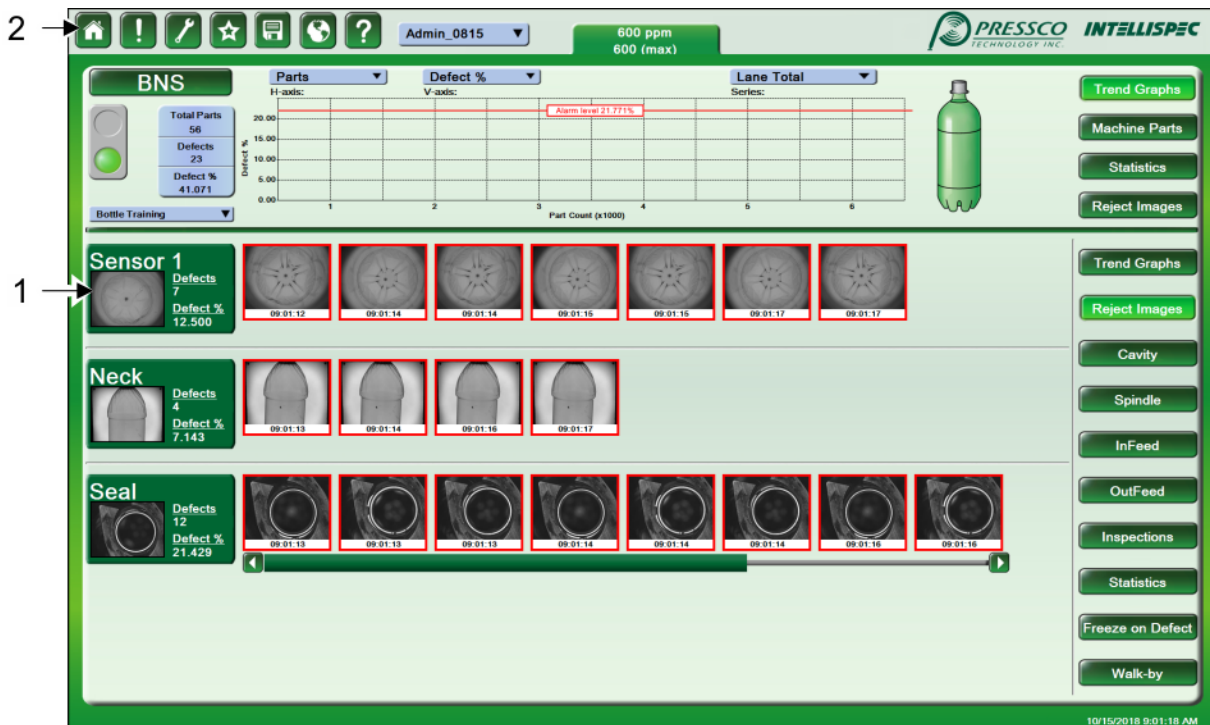 2
Admin_0815
600 ppm
600 (max)
PRESSCO
TECHNOLOGY INC.
INTELLISPEC
BNS
Total Parts
56
Defects
23
Defect %
41.071
Bottle Training
Parts
H-axis:
Defect %
V-axis:
Lane Total
Series:
Alarm level 21.771%
Defect %
20.00
15.00
10.00
5.00
0.00
1 2 3 4 5 6
Part Count (x1000)
Trend Graphs
Machine Parts
Statistics
Reject Images
1
Sensor 1
Defects
7
Defect %
12.500
09:01:12 09:01:14 09:01:14 09:01:15 09:01:15 09:01:17 09:01:17
Neck
Defects
4
Defect %
7.143
09:01:13 09:01:14 09:01:16 09:01:17
Seal
Defects
12
Defect %
21.429
09:01:13 09:01:13 09:01:13 09:01:14 09:01:14 09:01:14 09:01:16 09:01:16
Trend Graphs
Reject Images
Cavity
Spindle
InFeed
OutFeed
Inspections
Statistics
Freeze on Defect
Walk-by
10/15/2018 9:01:18 AM